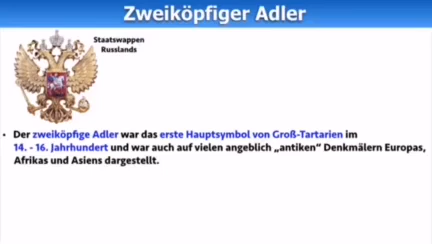 Zweiköpfiger Adler
Staatswappen
Russlands
• Der zweiköpfige Adler war das erste Hauptsymbol von Groß-Tartarien im
14. - 16. Jahrhundert und war auch auf vielen angeblich „antiken“ Denkmälern Europas,
Afrikas und Asiens dargestellt.